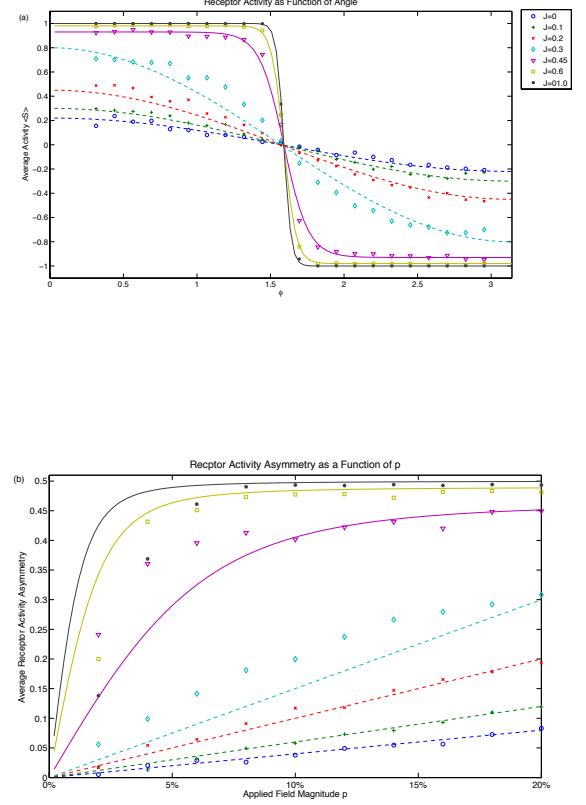 Receptor Activity as Function of Angle
(a)
1
0.8
0.6
0.4
0.2
0
−0.2
−0.4
−0.6
−0.8
−1
Average Activity <S>
0
0.5
1
1.5
2
2.5
3
ϕ
J=0
J=0.1
J=0.2
J=0.3
J=0.45
J=0.6
J=01.0
Recptor Activity Asymmetry as a Function of p
(b)
0.5
0.45
0.4
0.35
0.3
0.25
0.2
0.15
0.1
0.05
0
Average Receptor Activity Asymmetry
0%
5%
10%
15%
20%
Applied Field Magnitude p